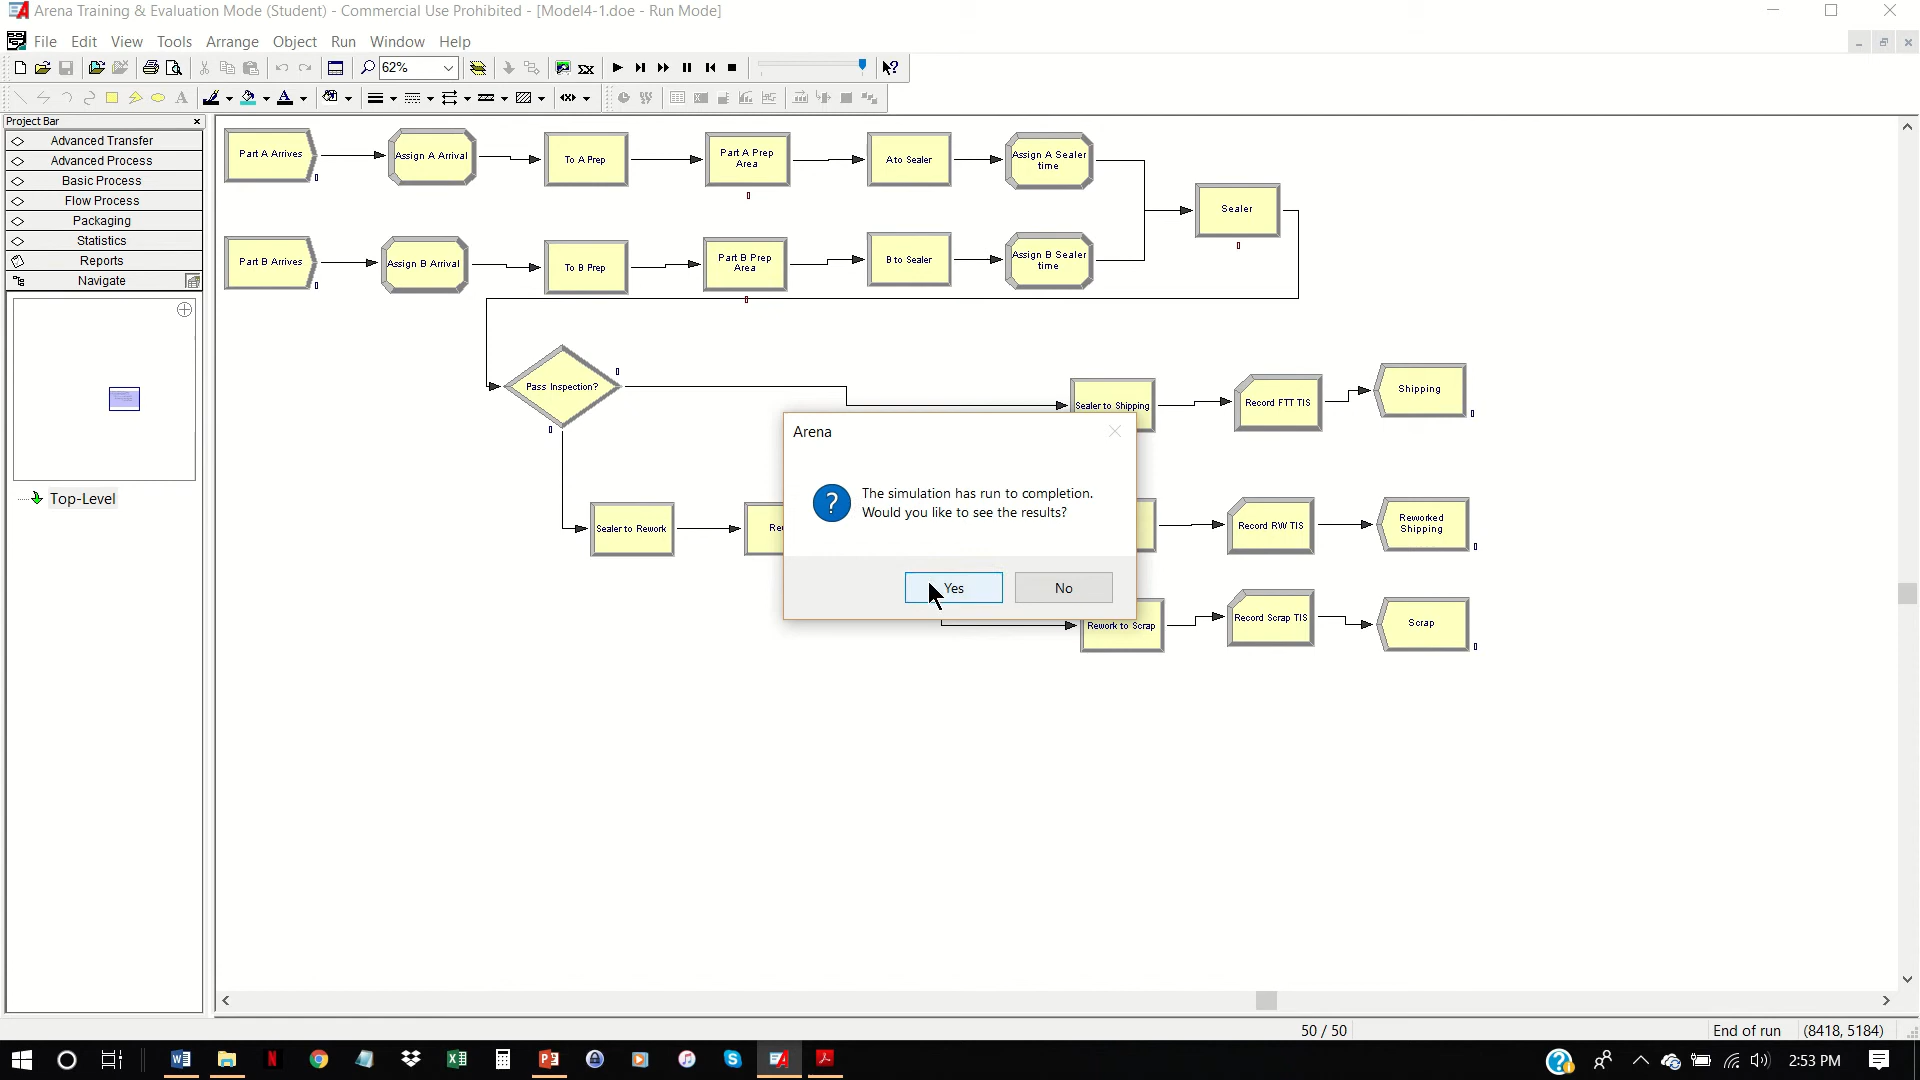 Arena Training & Evaluation Mode (Student) - Commercial Use Prohibited - [Model4-1.doe - Run Mode]
File Edit View Tools Arrange Object Run Window Help
62%
Project Bar
Advanced Transfer
Advanced Process
Basic Process
Flow Process
Packaging
Statistics
Reports
Navigate
Top-Level
Part A Arrives
Assign A Arrival
To A Prep
Part A Prep
Area
A to Sealer
Assign A Sealer
time
Sealer
Part B Arrives
Assign B Arrival
To B Prep
Part B Prep
Area
B to Sealer
Assign B Sealer
time
Pass Inspection?
Sealer to Shipping
Record FTT TIS
Shipping
Sealer to Rework
Record RW TIS
Reworked
Shipping
Rework to Scrap
Record Scrap TIS
Scrap
Arena
The simulation has run to completion.
Would you like to see the results?
Yes No
50 / 50
End of run
(8418, 5184)
2:53 PM